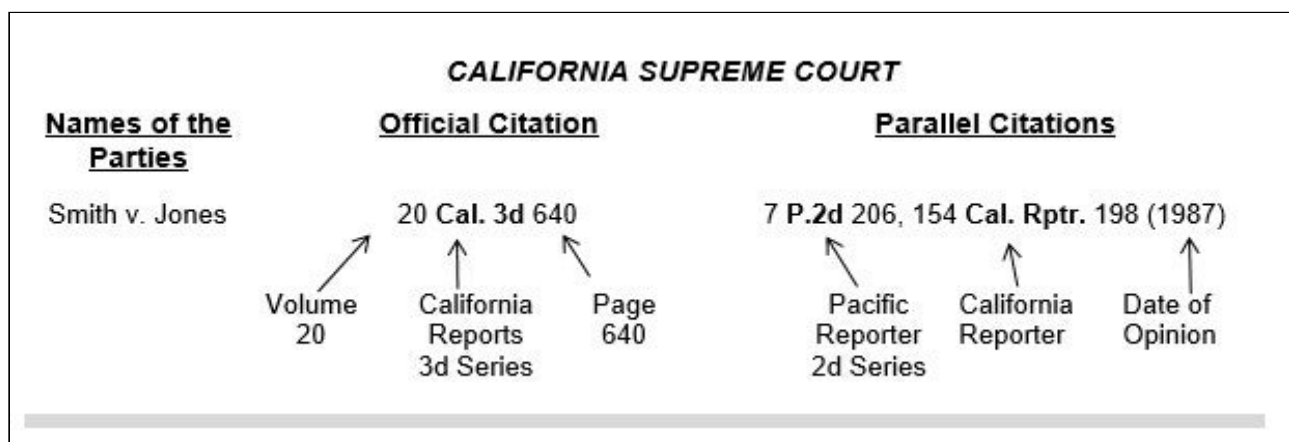 CALIFORNIA SUPREME COURT
Names of the Parties
Official Citation
Parallel Citations
Smith v. Jones
20 Cal. 3d 640
7 P.2d 206, 154 Cal. Rptr. 198 (1987)
Volume
20
California
Reports
3d Series
Page
640
Pacific
Reporter
2d Series
California
Reporter
Date of
Opinion